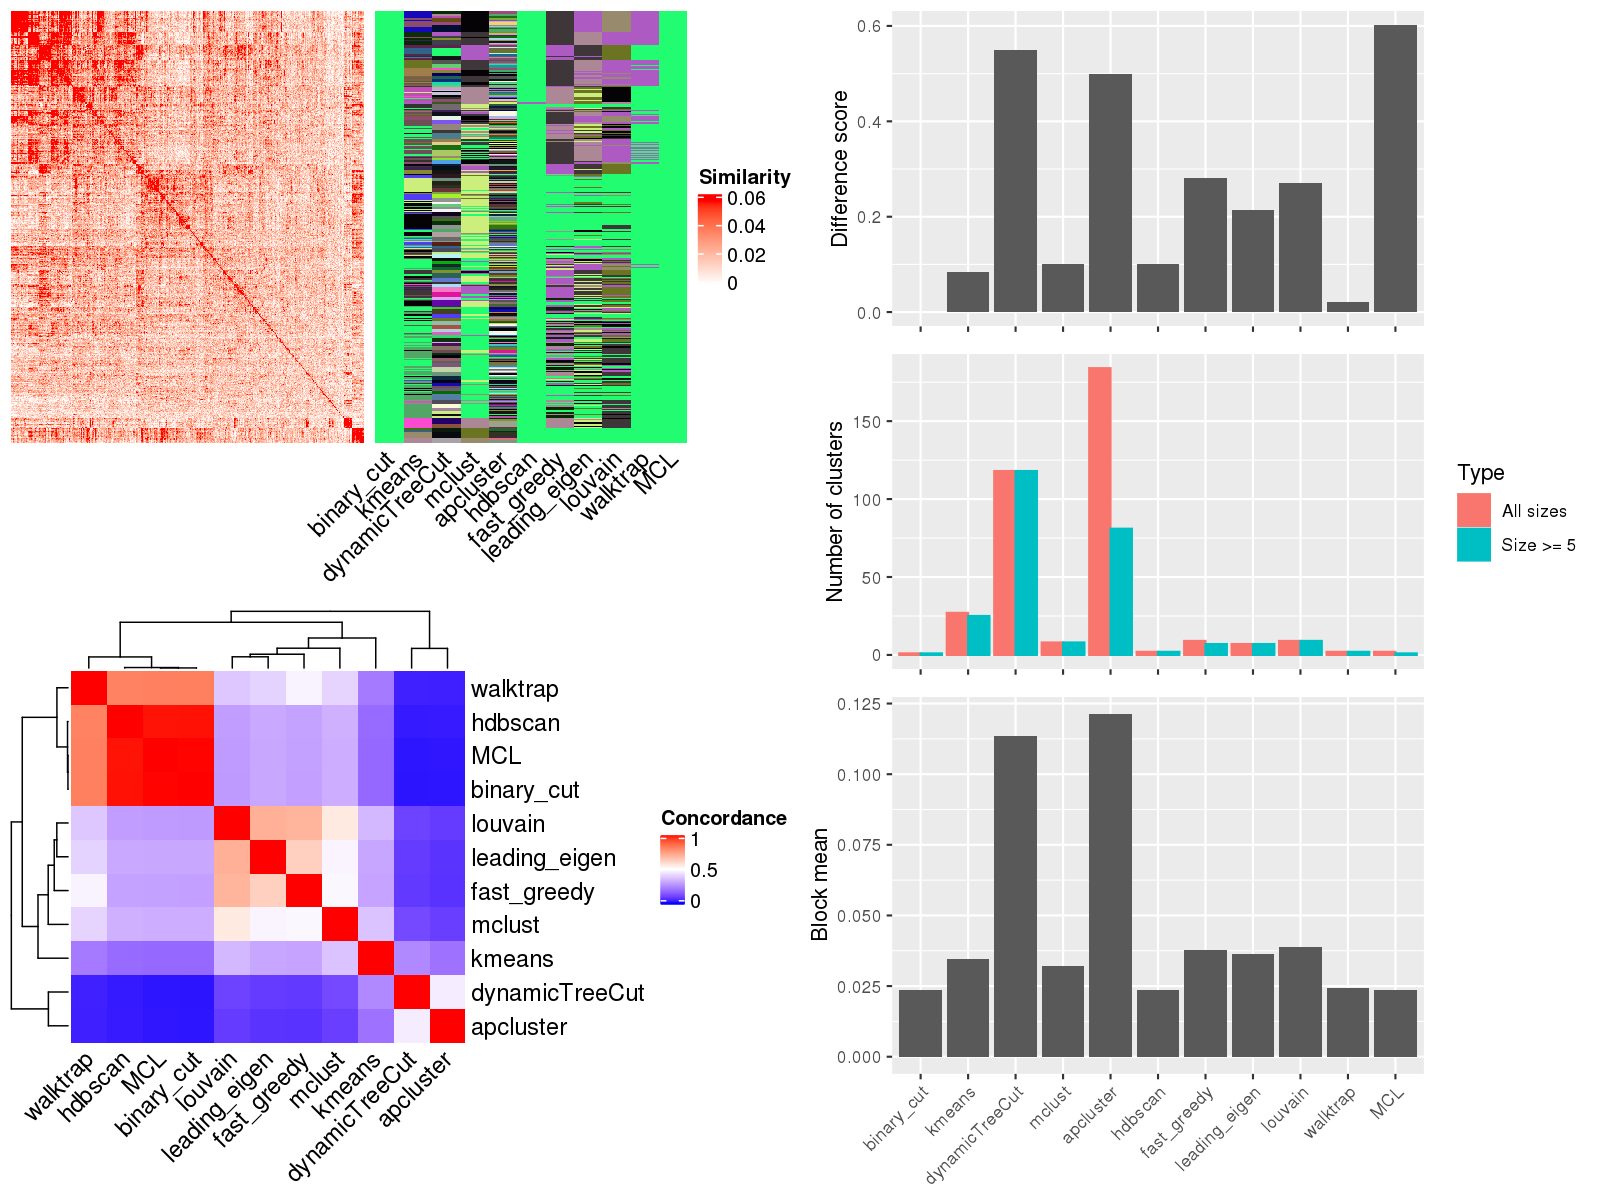 Similarity
0.06
0.04
0.02
0
binary_cut
kmeans
dynamicTreeCut
mclust
apcluster
hdbscan
fast_greedy
leading_eigen
louvain
walktrap
MCL
walktrap
hdbscan
MCL
binary_cut
louvain
leading_eigen
fast_greedy
mclust
kmeans
dynamicTreeCut
apcluster
Concordance
1
0.5
0
walktrap
hdbscan
MCL
binary_cut
louvain
leading_eigen
fast_greedy
mclust
kmeans
dynamicTreeCut
apcluster
Difference score
0.6
0.4
0.2
0.0
Number of clusters
150
100
50
0
Type
All sizes
Size >= 5
Block mean
0.125
0.100
0.075
0.050
0.025
0.000
binary_cut
kmeans
dynamicTreeCut
mclust
apcluster
hdbscan
fast_greedy
leading_eigen
louvain
walktrap
MCL